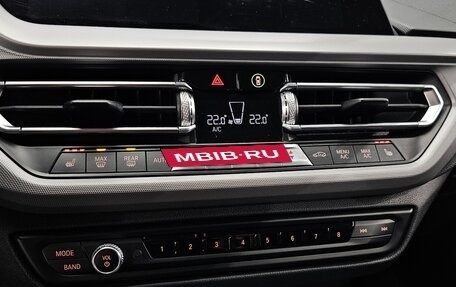 22.0 22.0
A/C
MAX REAR AUT MBIB.RU MENU A/C MAX A/C
MODE 1 2 3 4 5 6 7 8
BAND VOL